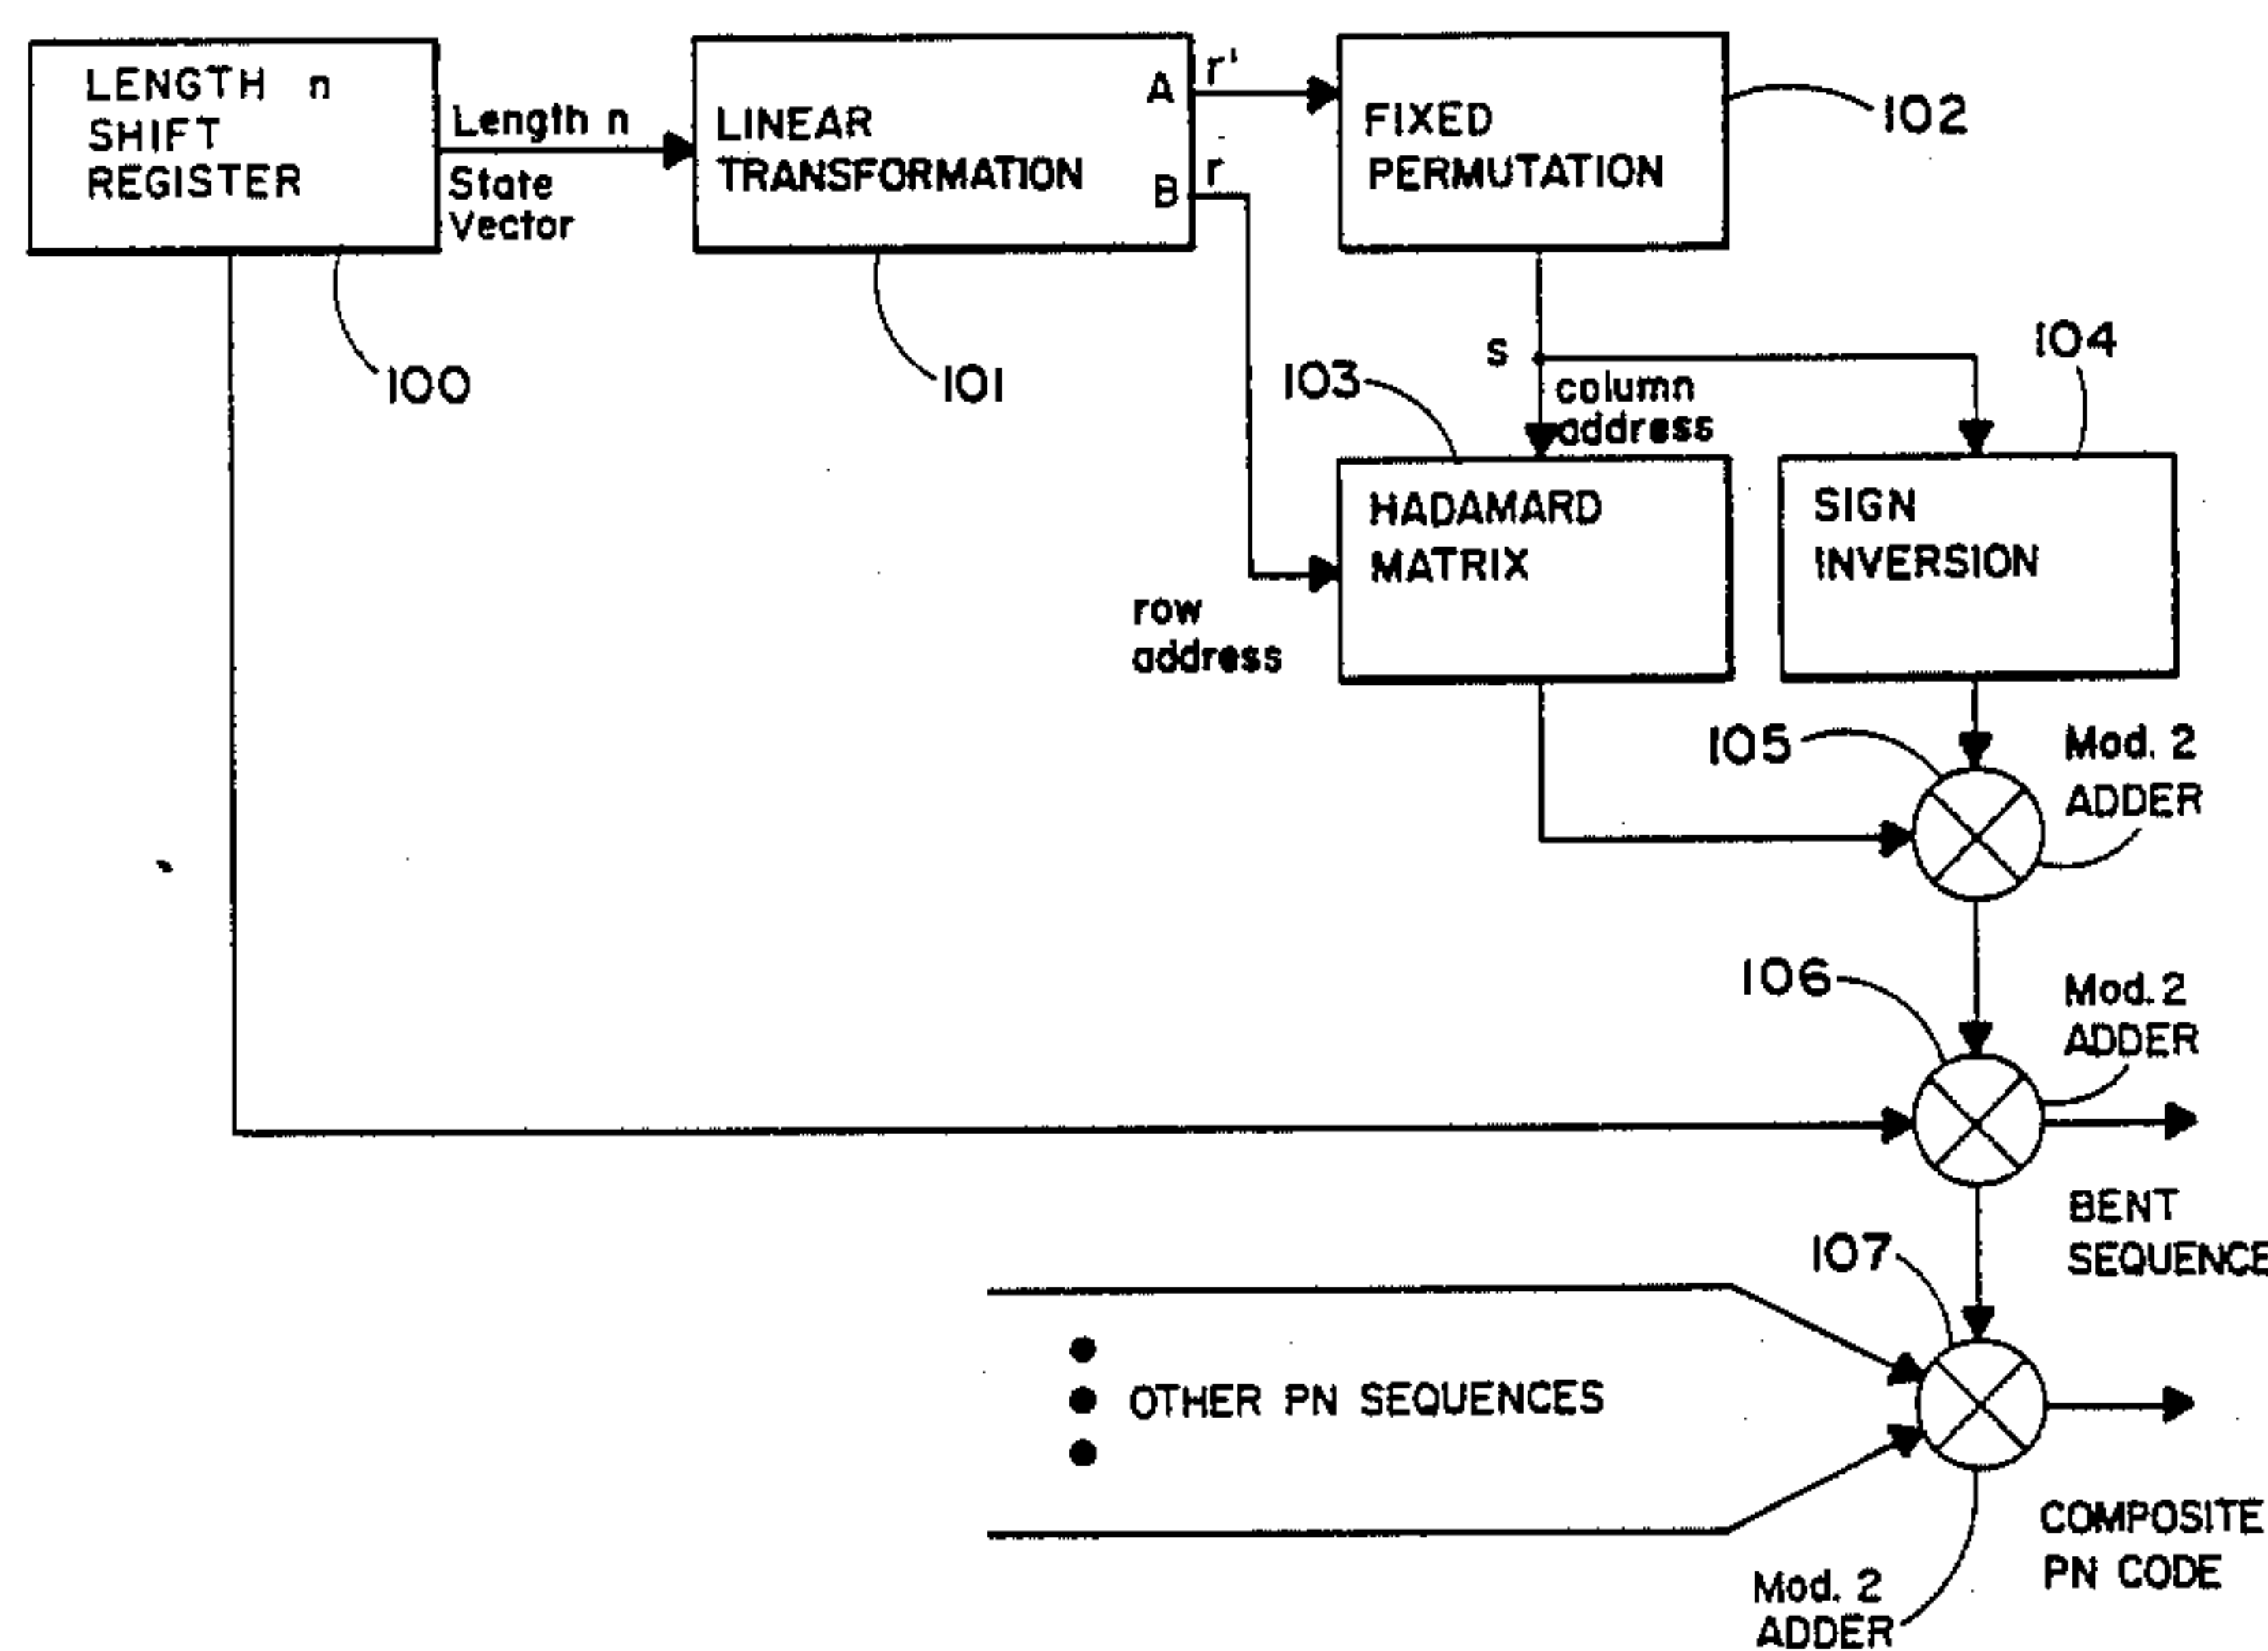 LENGTH n
SHIFT
REGISTER
Length n
State
Vector
LINEAR
TRANSFORMATION
A
r'
B
r
FIXED
PERMUTATION
102
100
101
S
column
address
103
104
HADAMARD
MATRIX
SIGN
INVERSION
row
address
105
Mod. 2
ADDER
106
Mod. 2
ADDER
BENT
SEQUENCE
107
OTHER PN SEQUENCES
COMPOSITE
PN CODE
Mod. 2
ADDER